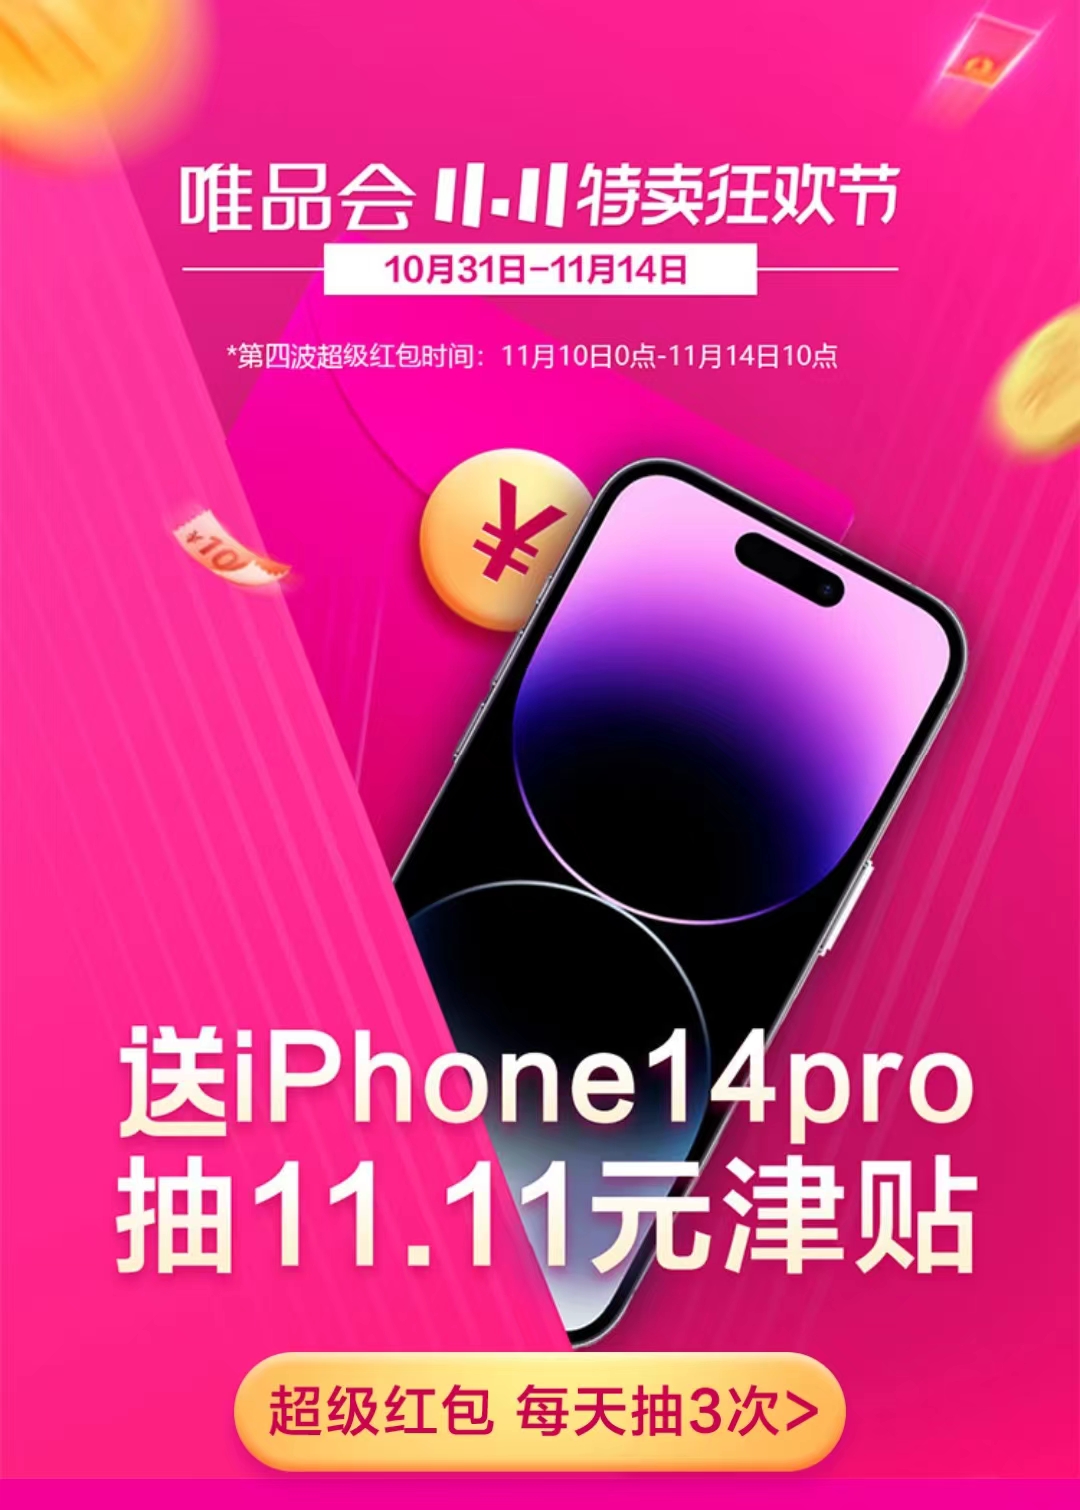 唯品会 11.11特卖狂欢节
10月31日-11月14日
*第四波超级红包时间：11月10日0点-11月14日10点
¥
¥10
送iPhone14pro
抽11.11元津贴
超级红包 每天抽3次>